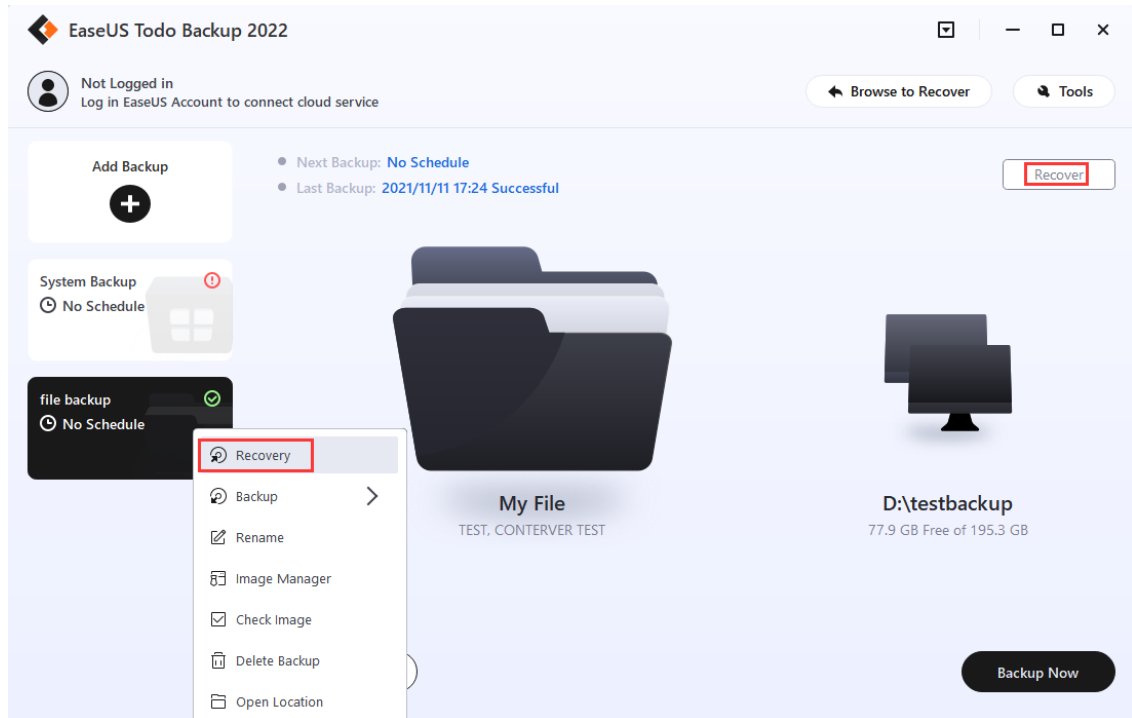 EaseUS Todo Backup 2022
Not Logged in
Log in EaseUS Account to connect cloud service
Browse to Recover
Tools
Add Backup
Next Backup: No Schedule
Last Backup: 2021/11/11 17:24 Successful
Recover
System Backup
No Schedule
file backup
No Schedule
Recovery
Backup
Rename
Image Manager
Check Image
Delete Backup
Open Location
My File
TEST, CONTERVER TEST
D:\testbackup
77.9 GB Free of 195.3 GB
Backup Now